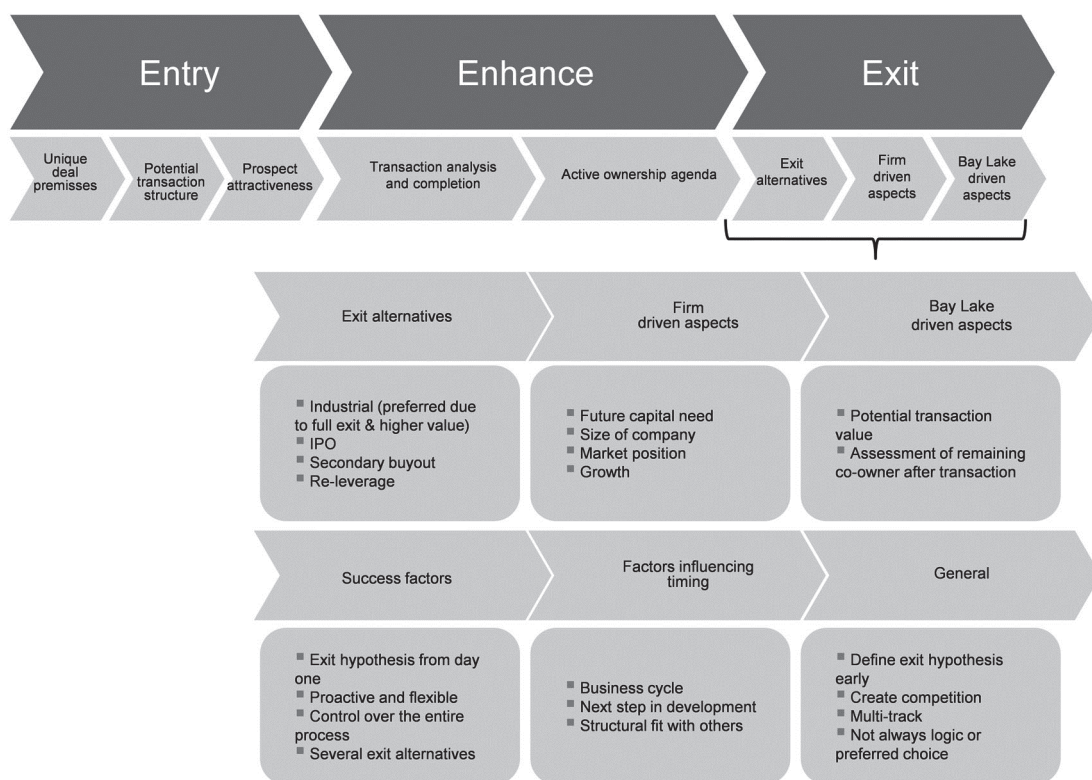 Entry
Enhance
Exit
Unique
deal
premisses
Potential
transaction
structure
Prospect
attractiveness
Transaction analysis
and completion
Active ownership agenda
Exit
alternatives
Firm
driven
aspects
Bay Lake
driven
aspects
Exit alternatives
Firm
driven aspects
Bay Lake
driven aspects
▪ Industrial (preferred due
to full exit & higher value)
▪ IPO
▪ Secondary buyout
▪ Re-leverage
▪ Future capital need
▪ Size of company
▪ Market position
▪ Growth
▪ Potential transaction
value
▪ Assessment of remaining
co-owner after transaction
Success factors
Factors influencing
timing
General
▪ Exit hypothesis from day
one
▪ Proactive and flexible
▪ Control over the entire
process
▪ Several exit alternatives
▪ Business cycle
▪ Next step in development
▪ Structural fit with others
▪ Define exit hypothesis
early
▪ Create competition
▪ Multi-track
▪ Not always logic or
preferred choice